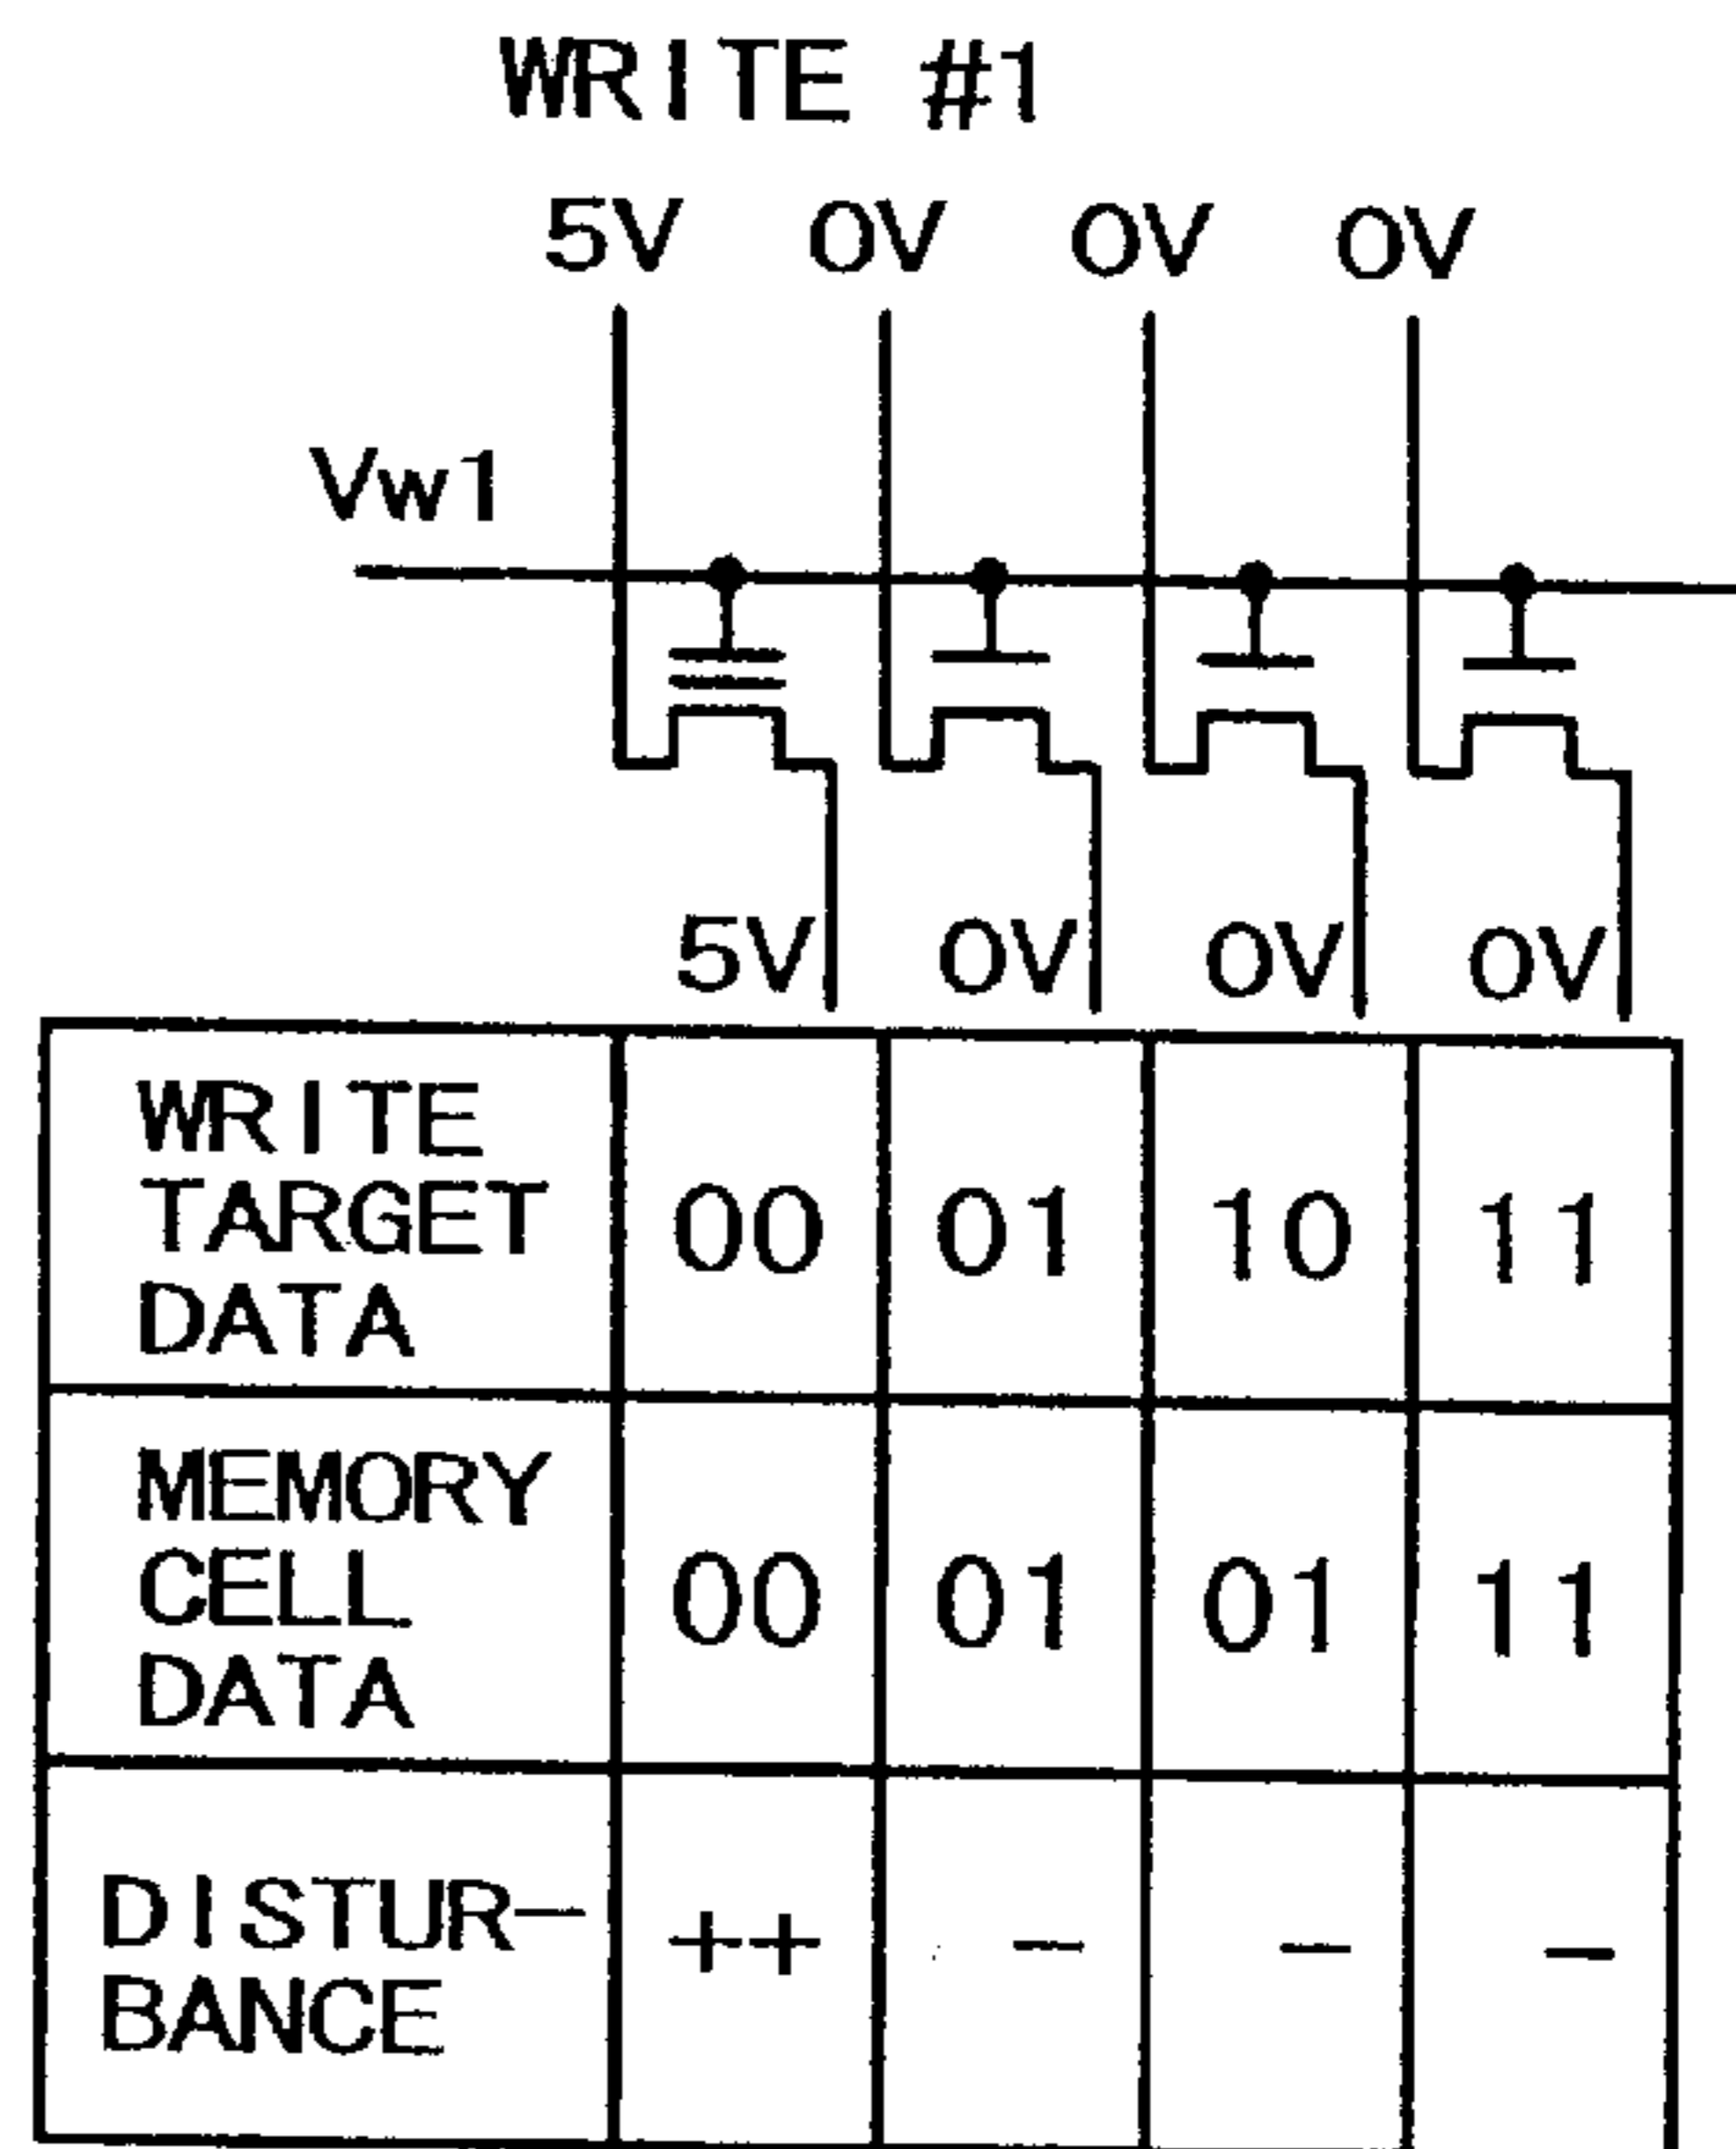 WRITE #1
5V 0V 0V 0V
Vw1
5V 0V 0V 0V
WRITE
TARGET
DATA
00 01 10 11
MEMORY
CELL
DATA
00 01 01 11
DISTUR-
BANCE
++ - - -